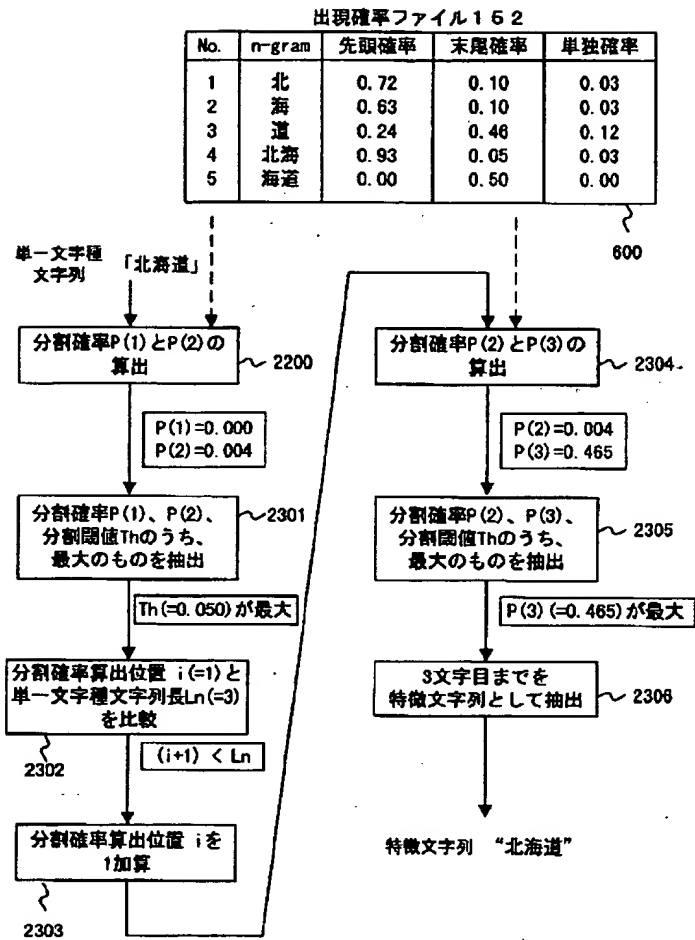 出現確率ファイル152
No. n-gram 先頭確率 末尾確率 単独確率
1 北 0.72 0.10 0.03
2 海 0.63 0.10 0.03
3 道 0.24 0.46 0.12
4 北海 0.93 0.05 0.03
5 海道 0.00 0.50 0.00
600
単一文字種
文字列
「北海道」
分割確率P(1)とP(2)の
算出
2200
P(1)=0.000
P(2)=0.004
分割確率P(1)、P(2)、
分割閾値Thのうち、
最大のものを抽出
2301
Th(=0.050)が最大
分割確率算出位置 i(=1)と
単一文字種文字列長Ln(=3)
を比較
2302
(i+1) < Ln
分割確率算出位置 iを
1加算
2303
分割確率P(2)とP(3)の
算出
2304
P(2)=0.004
P(3)=0.465
分割確率P(2)、P(3)、
分割閾値Thのうち、
最大のものを抽出
2305
P(3)(=0.465)が最大
3文字目までを
特徴文字列として抽出
2306
特徴文字列 “北海道”